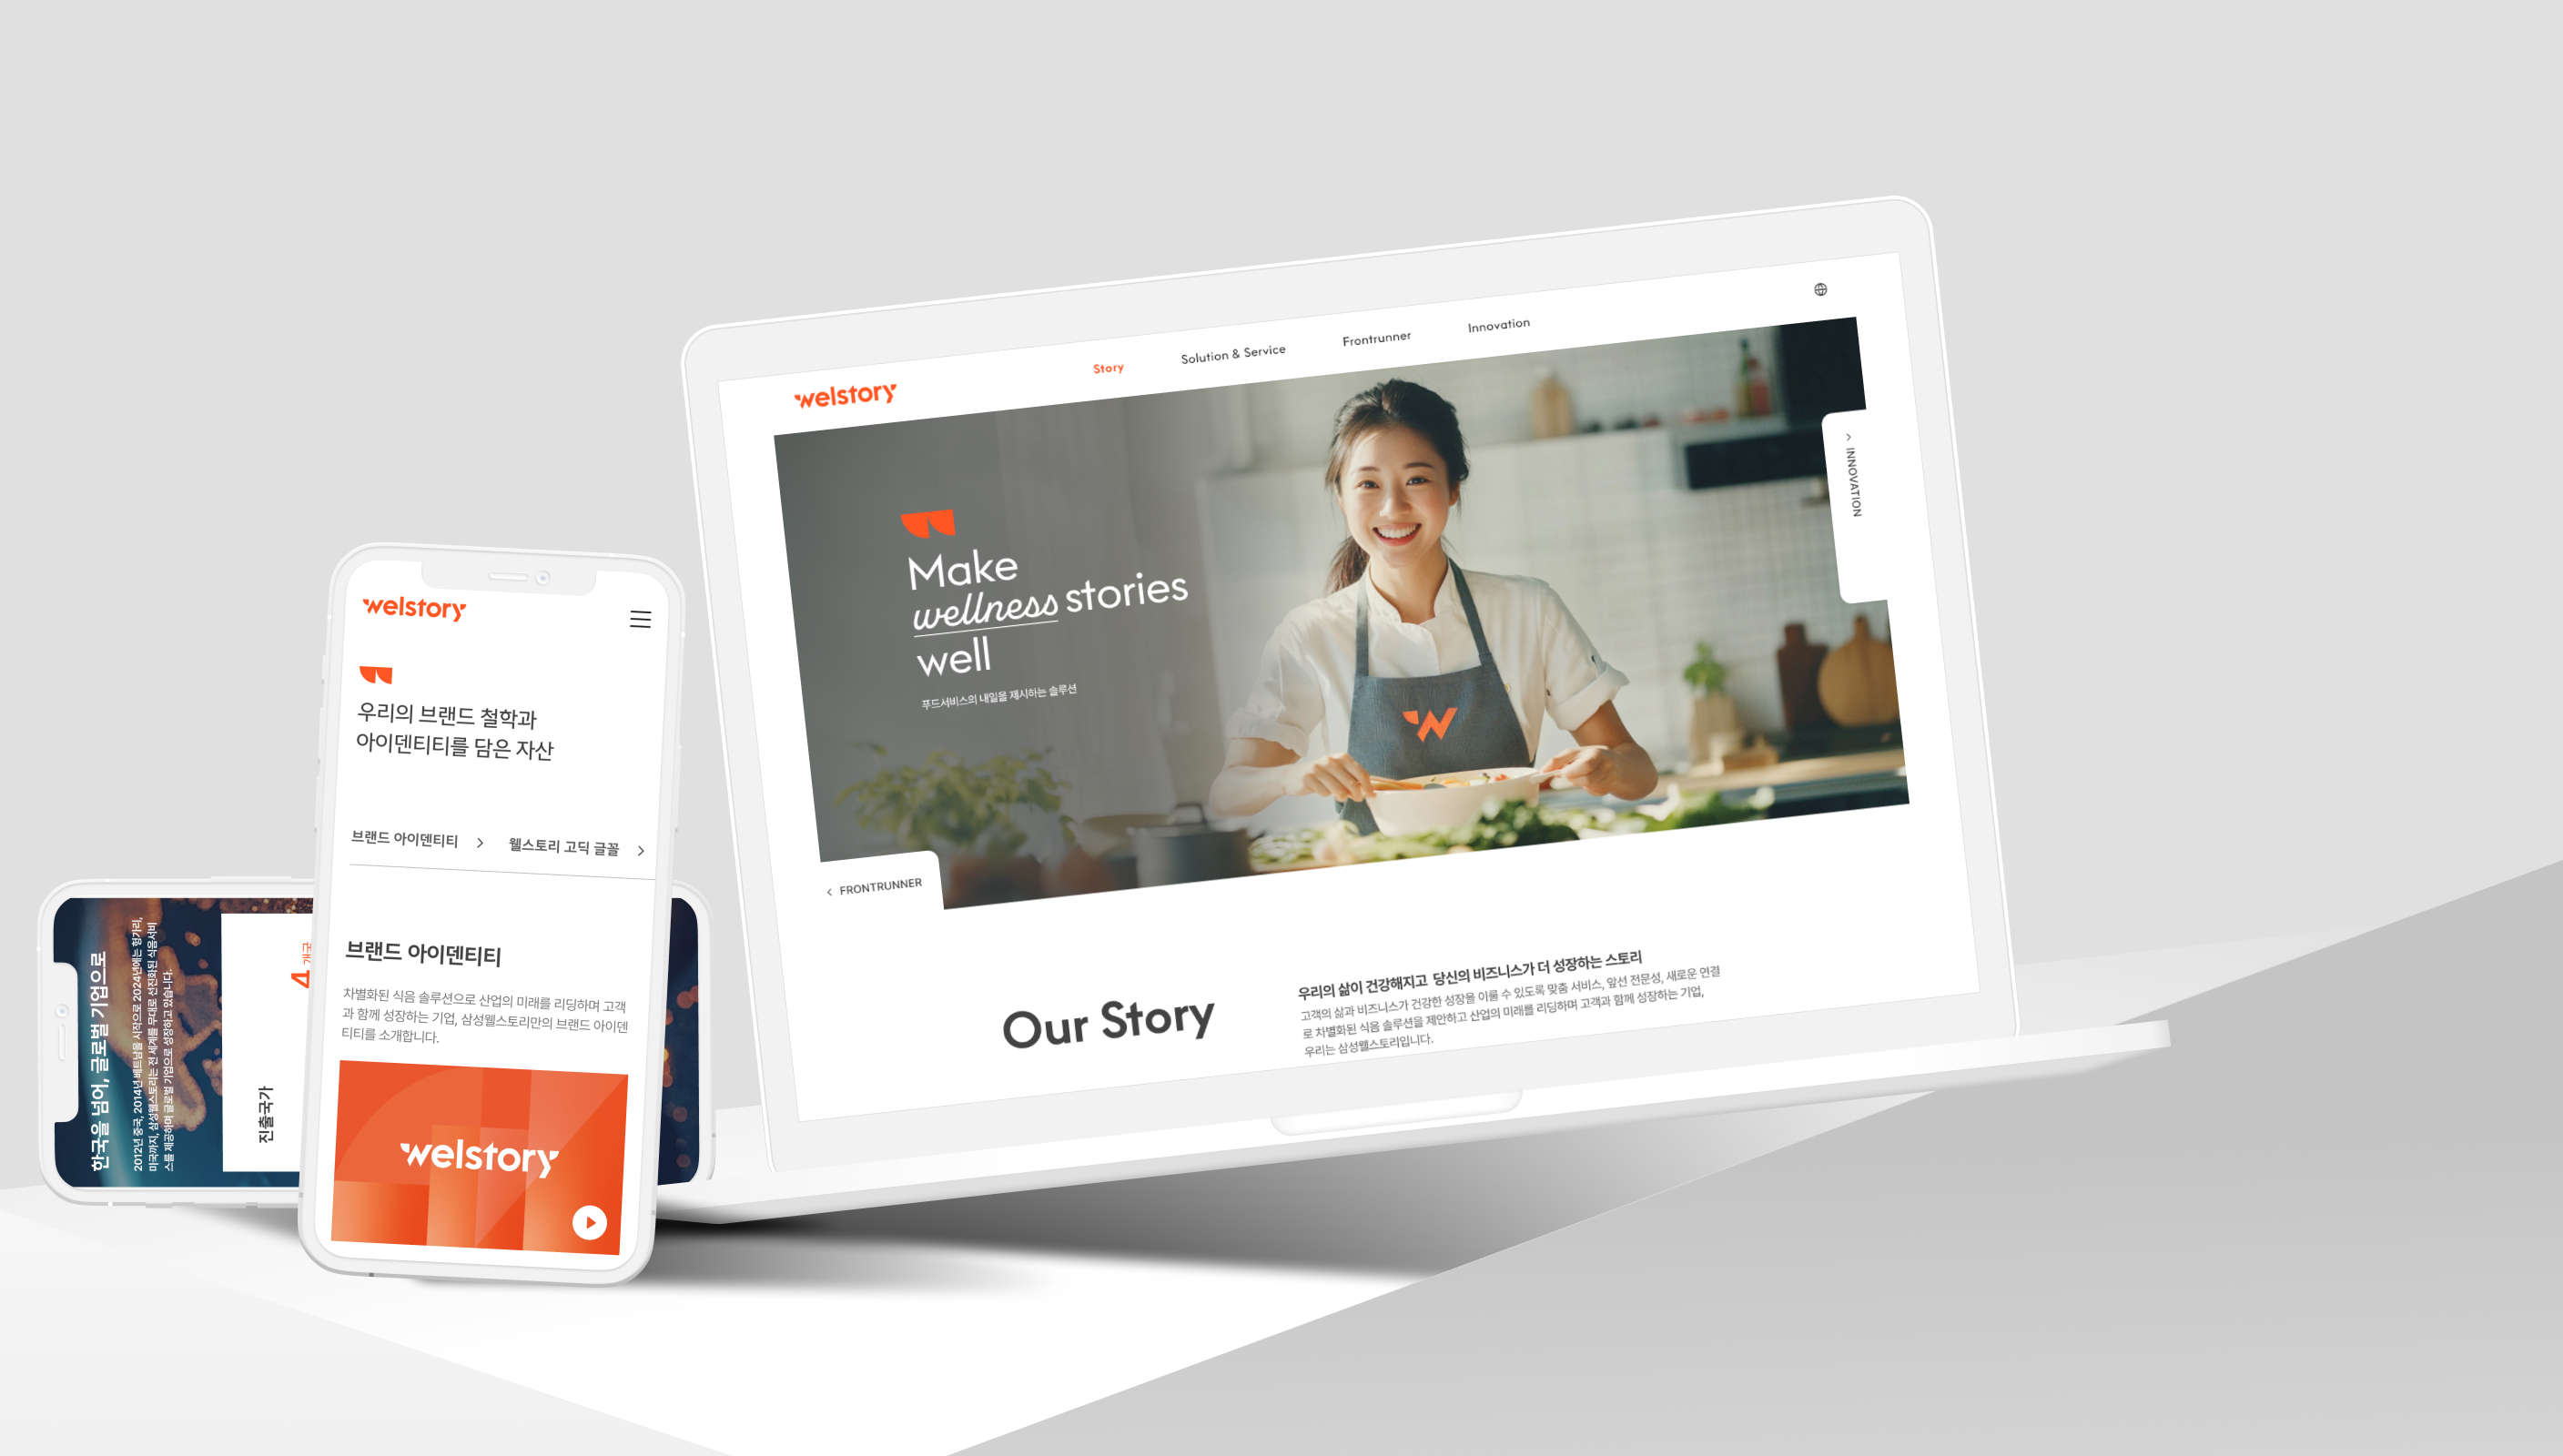 welstory
Story
Solution & Service
Frontrunner
Innovation
INNOVATION
Make
wellness stories
well
푸드서비스의 내일을 제시하는 솔루션
FRONTRUNNER
Our Story
우리의 삶이 건강해지고 당신의 비즈니스가 더 성장하는 스토리
고객의 삶과 비즈니스가 건강한 성장을 이룰 수 있도록 맞춤 서비스, 앞선 전문성, 새로운 연결
로 차별화된 식음 솔루션을 제안하고 산업의 미래를 리딩하며 고객과 함께 성장하는 기업,
우리는 삼성웰스토리입니다.
welstory
우리의 브랜드 철학과
아이덴티티를 담은 자산
브랜드 아이덴티티
웰스토리 고딕 글꼴
브랜드 아이덴티티
차별화된 식음 솔루션으로 산업의 미래를 리딩하며 고객
과 함께 성장하는 기업, 삼성웰스토리만의 브랜드 아이덴
티티를 소개합니다.
welstory
한국을 넘어, 글로벌 기업으로
2012년 중국, 2014년 베트남을 시작으로 2024년에는 헝가리,
미국까지, 삼성웰스토리는 전 세계를 무대로 선진화된 식음서비
스를 제공하며 글로벌 기업으로 성장하고 있습니다.
진출국가
4 개국